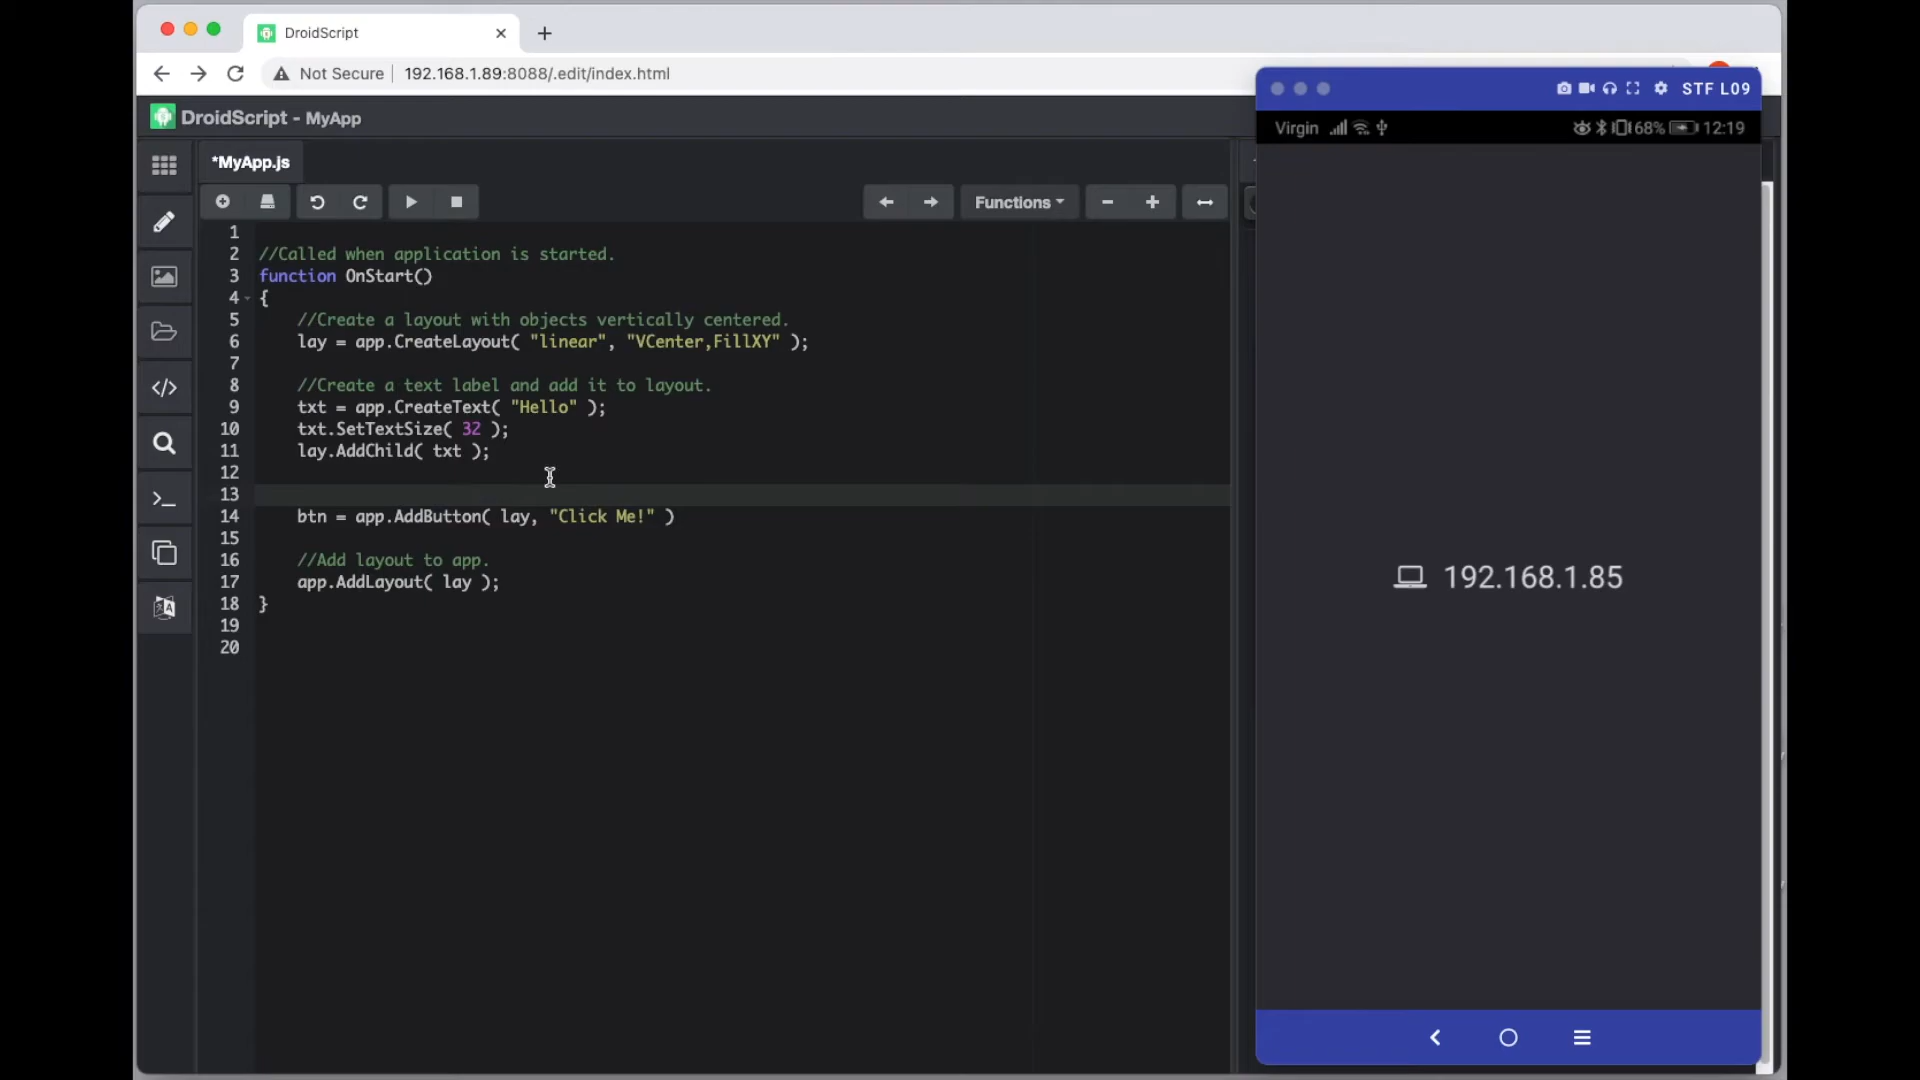 DroidScript
Not Secure
192.168.1.89:8088/.edit/index.html
DroidScript - MyApp
*MyApp.js
Functions
1
2 //Called when application is started.
3 function OnStart()
4 {
5 //Create a layout with objects vertically centered.
6 lay = app.CreateLayout( "linear", "VCenter,FillXY" );
7
8 //Create a text label and add it to layout.
9 txt = app.CreateText( "Hello" );
10 txt.SetTextSize( 32 );
11 lay.AddChild( txt );
12
13
14 btn = app.AddButton( lay, "Click Me!" )
15
16 //Add layout to app.
17 app.AddLayout( lay );
18 }
19
20
STF L09
Virgin 68% 12:19
192.168.1.85